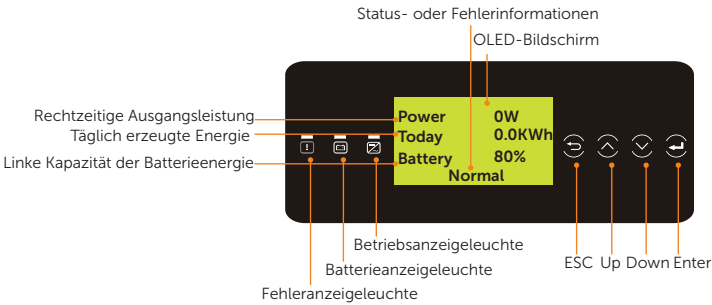 Status- oder Fehlerinformationen
OLED-Bildschirm
Rechtzeitige Ausgangsleistung
Täglich erzeugte Energie
Linke Kapazität der Batterieenergie
Power 0W
Today 0.0KWh
Battery 80%
Normal
Betriebsanzeigeleuchte
Batterieanzeigeleuchte
Fehleranzeigeleuchte
ESC Up Down Enter